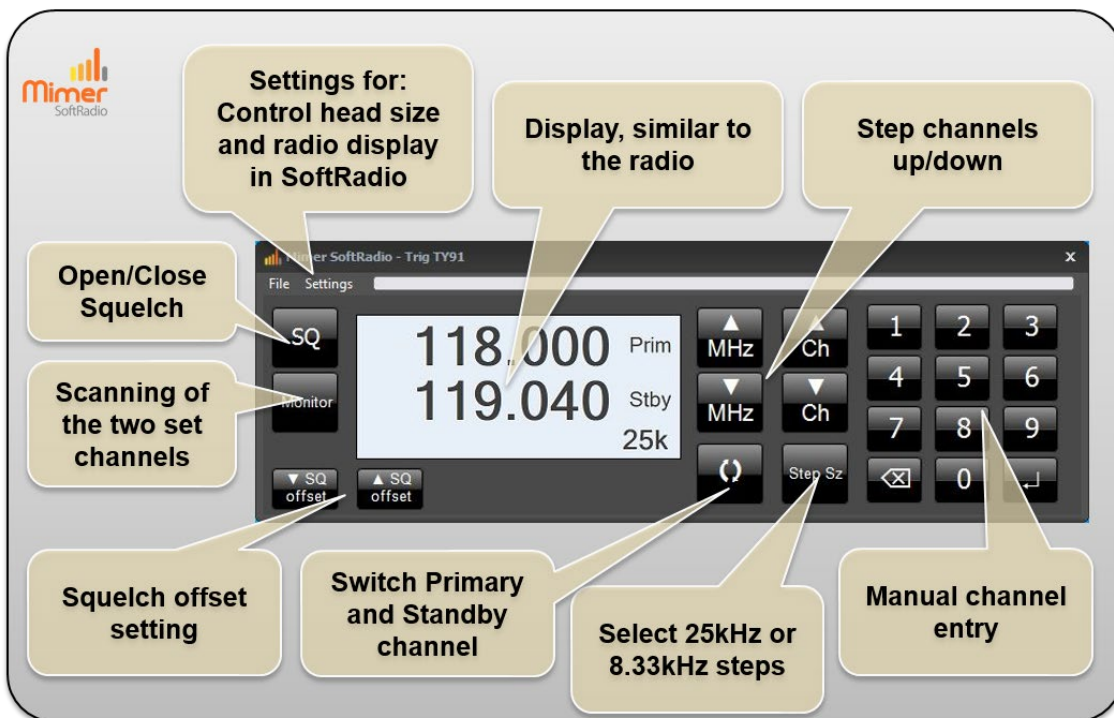 Mimer
SoftRadio
Settings for:
Control head size
and radio display
in SoftRadio
Display, similar to
the radio
Step channels
up/down
Open/Close
Squelch
Scanning of
the two set
channels
Mimer SoftRadio - Trig TY91
x
File Settings
SQ
Monitor
118.000 Prim
119.040 Stby
25k
▲ MHz
▲ Ch
▼ MHz
▼ Ch
Step Sz
1 2 3
4 5 6
7 8 9
0
▼ SQ
offset
▲ SQ
offset
Squelch offset
setting
Switch Primary
and Standby
channel
Select 25kHz or
8.33kHz steps
Manual channel
entry